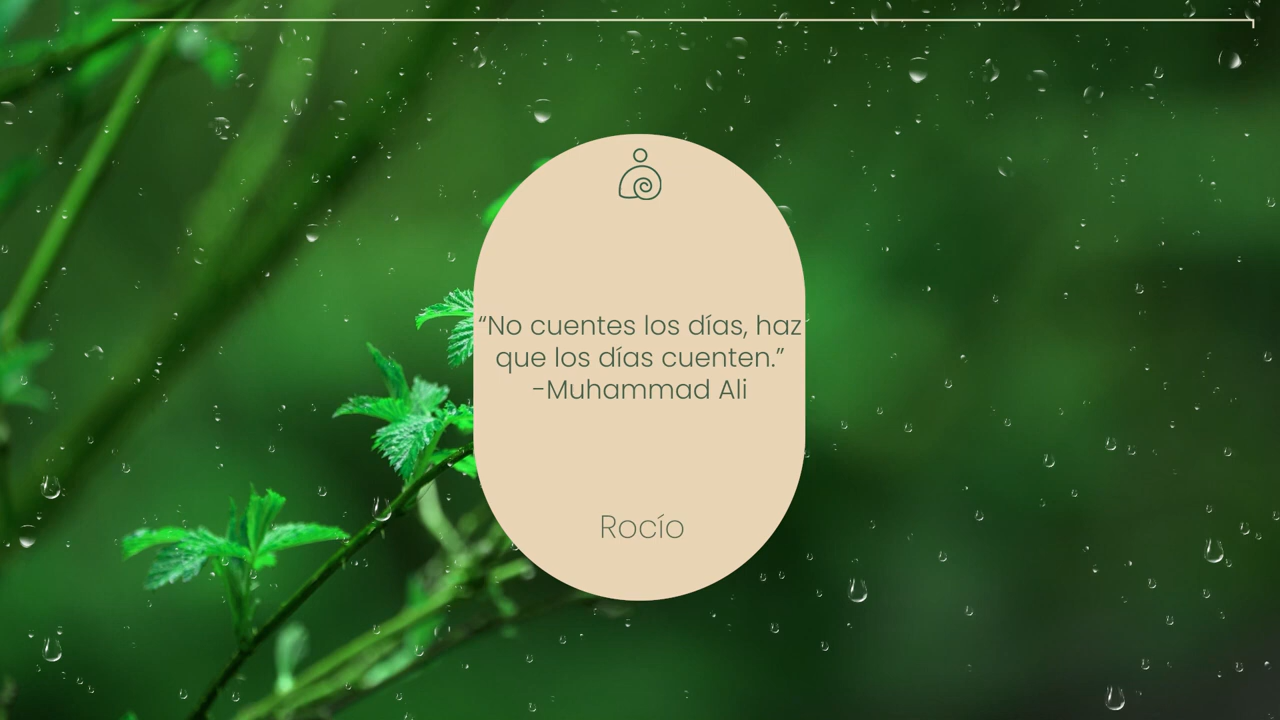 “No cuentes los días, haz
que los días cuenten.”
-Muhammad Ali
Rocío